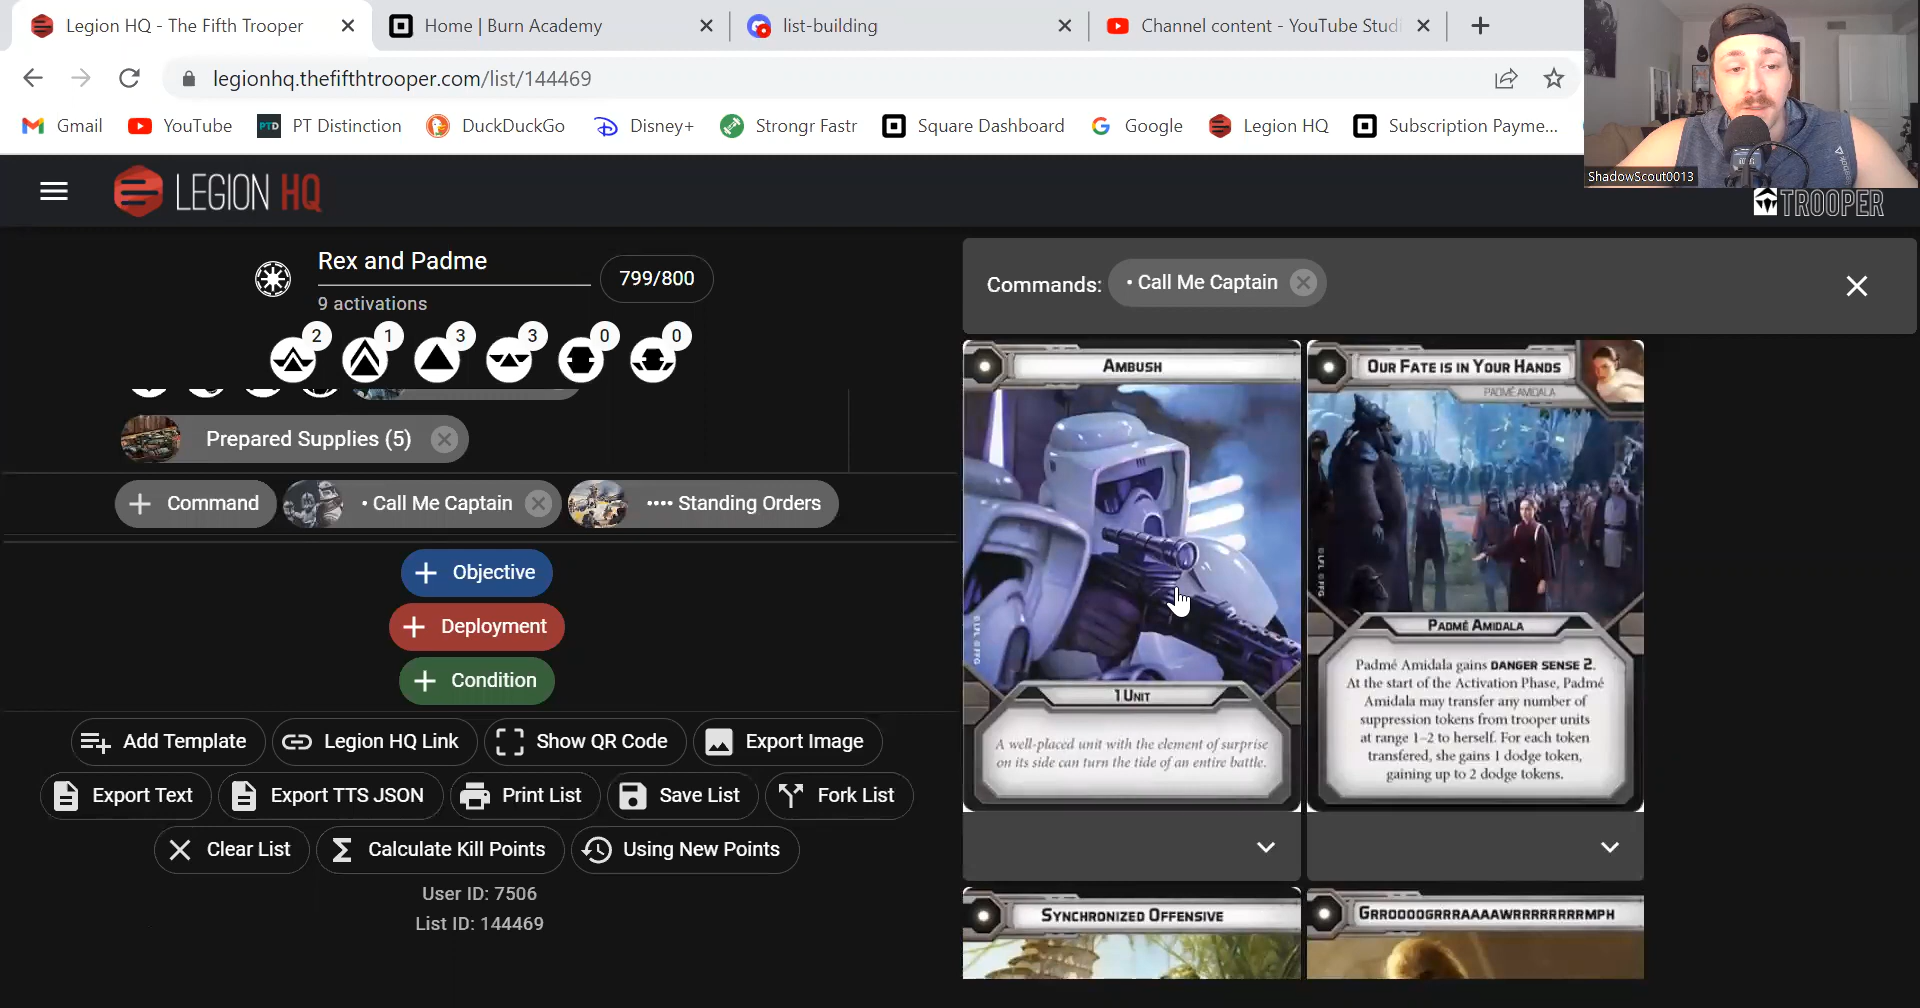 Legion HQ - The Fifth Trooper
Home | Burn Academy
list-building
Channel content - YouTube Studi
legionhq.thefifthtrooper.com/list/144469
Gmail
YouTube
PTD
PT Distinction
DuckDuckGo
Disney+
Strongr Fastr
Square Dashboard
Google
Legion HQ
Subscription Payme...
ShadowScout0013
LEGION HQ
TROOPER
Rex and Padme
799/800
9 activations
2
1
3
3
0
0
Prepared Supplies (5)
Command
• Call Me Captain
•••• Standing Orders
Objective
Deployment
Condition
Add Template
Legion HQ Link
Show QR Code
Export Image
Export Text
Export TTS JSON
Print List
Save List
Fork List
Clear List
Calculate Kill Points
Using New Points
User ID: 7506
List ID: 144469
Commands:
• Call Me Captain
AMBUSH
©LFL ©FFG
1 UNIT
A well-placed unit with the element of surprise
on its side can turn the tide of an entire battle.
OUR FATE IS IN YOUR HANDS
PADMÉ AMIDALA
©LFL ©FFG
PADMÉ AMIDALA
Padmé Amidala gains DANGER SENSE 2.
At the start of the Activation Phase, Padmé
Amidala may transfer any number of
suppression tokens from trooper units
at range 1–2 to herself. For each token
transfered, she gains 1 dodge token,
gaining up to 2 dodge tokens.
SYNCHRONIZED OFFENSIVE
GRROOOOGRRRAAAAWRRRRRRRRMPH